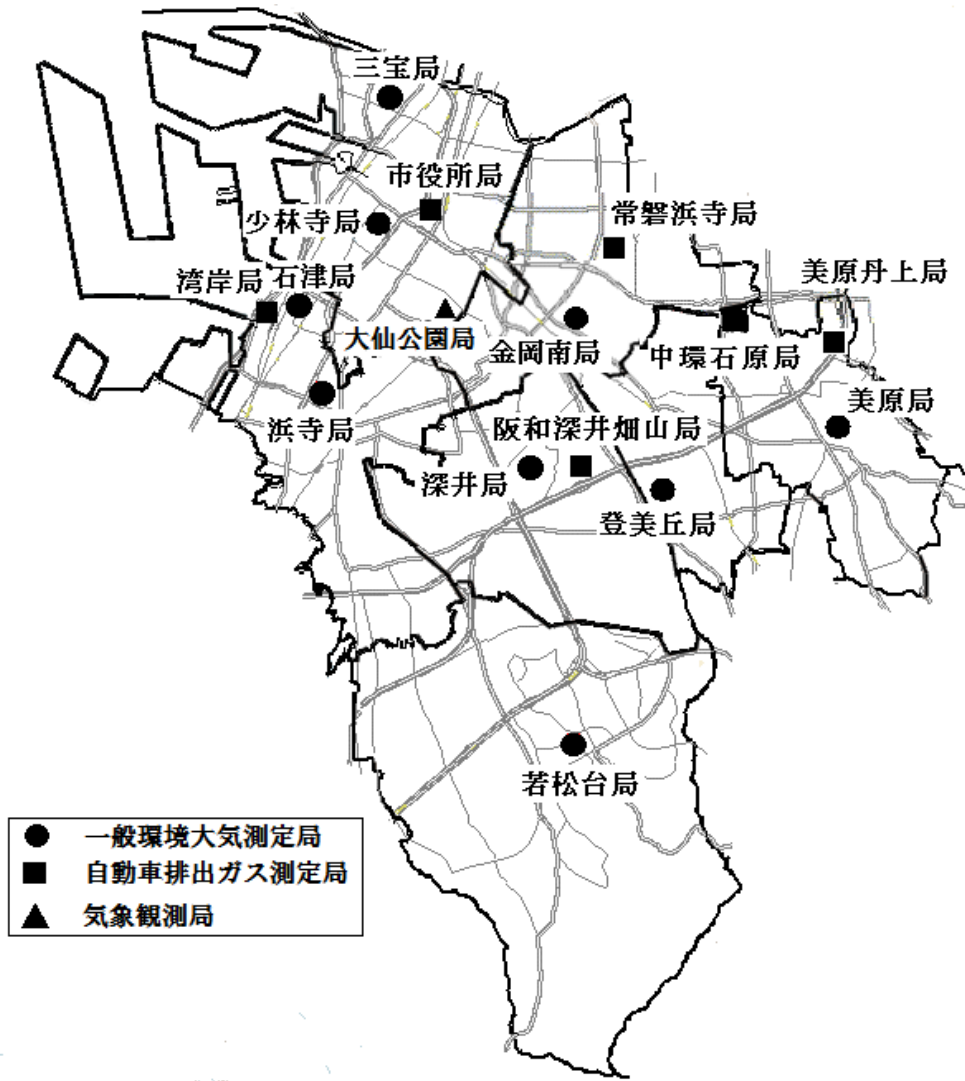 三宝局
市役所局
少林寺局
常磐浜寺局
湾岸局
石津局
美原丹上局
大仙公園局
金岡南局
中環石原局
浜寺局
阪和深井畑山局
美原局
深井局
登美丘局
若松台局
一般環境大気測定局
自動車排出ガス測定局
気象観測局